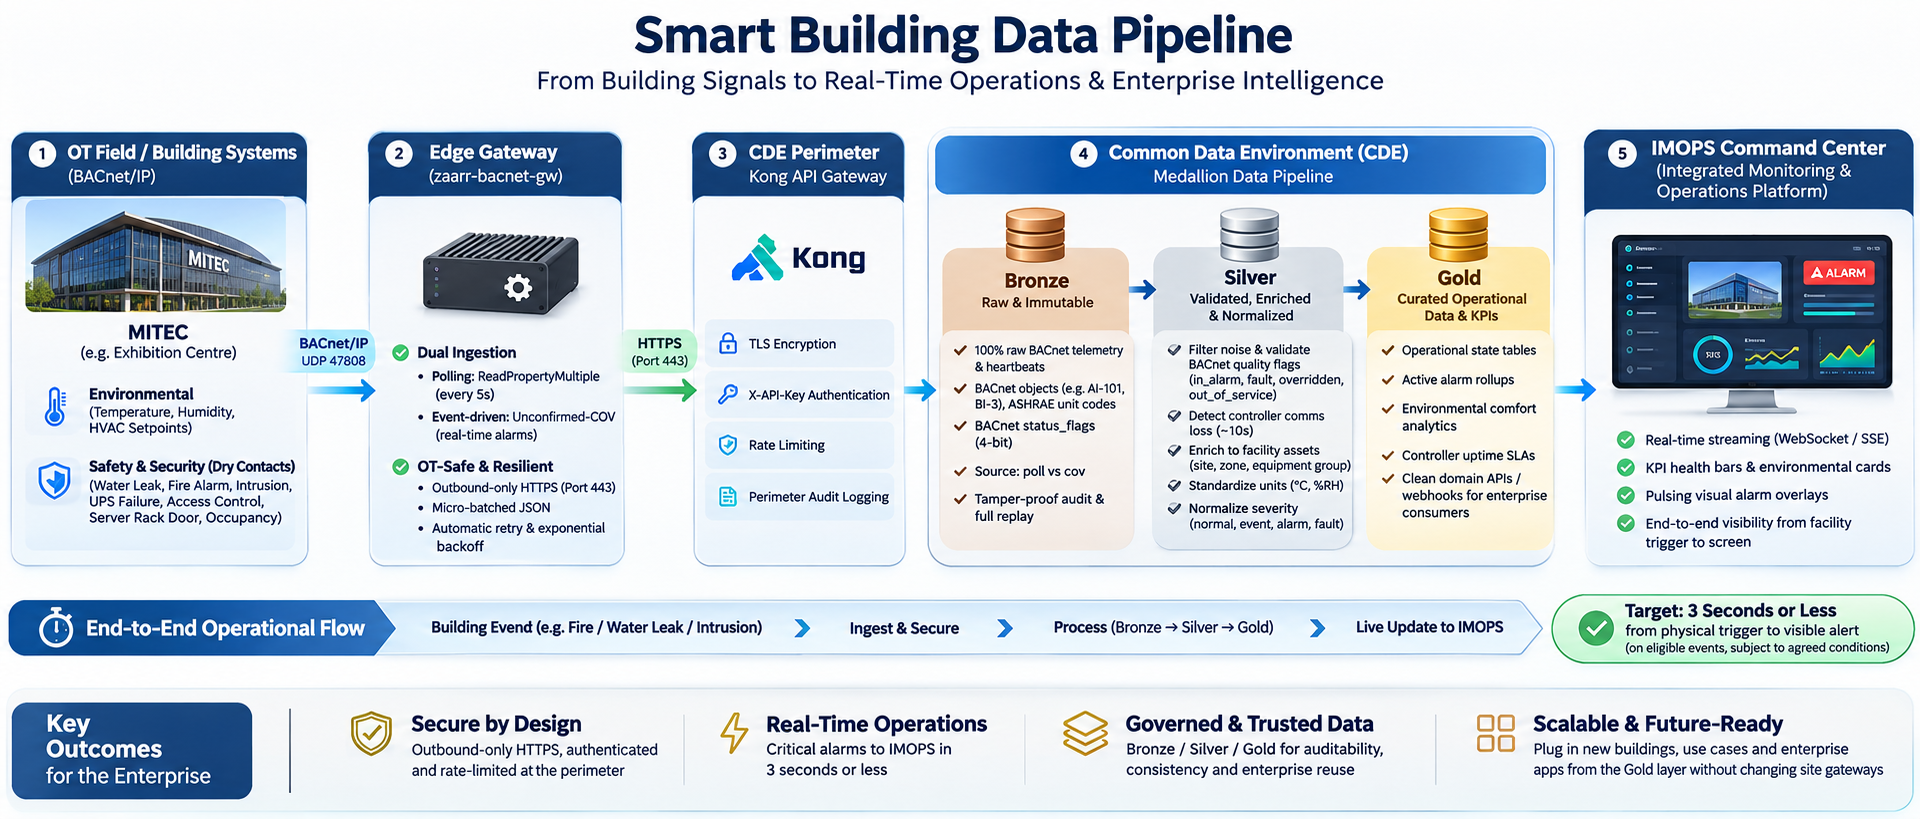 Smart Building Data Pipeline
From Building Signals to Real-Time Operations & Enterprise Intelligence
1 OT Field / Building Systems
(BACnet/IP)
MITEC
MITEC
(e.g. Exhibition Centre)
Environmental
(Temperature, Humidity,
HVAC Setpoints)
Safety & Security (Dry Contacts)
(Water Leak, Fire Alarm, Intrusion,
UPS Failure, Access Control,
Server Rack Door, Occupancy)
BACnet/IP
UDP 47808
2 Edge Gateway
(zaarr-bacnet-gw)
Dual Ingestion
• Polling: ReadPropertyMultiple
(every 5s)
• Event-driven: Unconfirmed-COV
(real-time alarms)
OT-Safe & Resilient
• Outbound-only HTTPS (Port 443)
• Micro-batched JSON
• Automatic retry & exponential
backoff
HTTPS
(Port 443)
3 CDE Perimeter
Kong API Gateway
Kong
TLS Encryption
X-API-Key Authentication
Rate Limiting
Perimeter Audit Logging
4 Common Data Environment (CDE)
Medallion Data Pipeline
Bronze
Raw & Immutable
100% raw BACnet telemetry
& heartbeats
BACnet objects (e.g. AI-101,
BI-3), ASHRAE unit codes
BACnet status_flags
(4-bit)
Source: poll vs cov
Tamper-proof audit &
full replay
Silver
Validated, Enriched
& Normalized
Filter noise & validate
BACnet quality flags
(in_alarm, fault, overridden,
out_of_service)
Detect controller comms
loss (~10s)
Enrich to facility assets
(site, zone, equipment group)
Standardize units (°C, %RH)
Normalize severity
(normal, event, alarm, fault)
Gold
Curated Operational
Data & KPIs
Operational state tables
Active alarm rollups
Environmental comfort
analytics
Controller uptime SLAs
Clean domain APIs /
webhooks for enterprise
consumers
5 IMOPS Command Center
(Integrated Monitoring &
Operations Platform)
ALARM
Real-time streaming (WebSocket / SSE)
KPI health bars & environmental cards
Pulsing visual alarm overlays
End-to-end visibility from facility
trigger to screen
End-to-End Operational Flow
Building Evend (e.g. Fire / Water Leak / Intrusion)
Ingest & Secure
Process (Bronze → Silver → Gold)
Live Update to IMOPS
Target: 3 Seconds or Less
from physical trigger to visible alert
(on eligible events, subject to agreed conditions)
Key
Outcomes
for the Enterprise
Secure by Design
Outbound-only HTTPS, authenticated
and rate-limited at the perimeter
Real-Time Operations
Critical alarms to IMOPS in
3 seconds or less
Governed & Trusted Data
Bronze / Silver / Gold for auditability,
consistency and enterprise reuse
Scalable & Future-Ready
Plug in new buildings, use cases and enterprise
apps from the Gold layer without changing site gateways